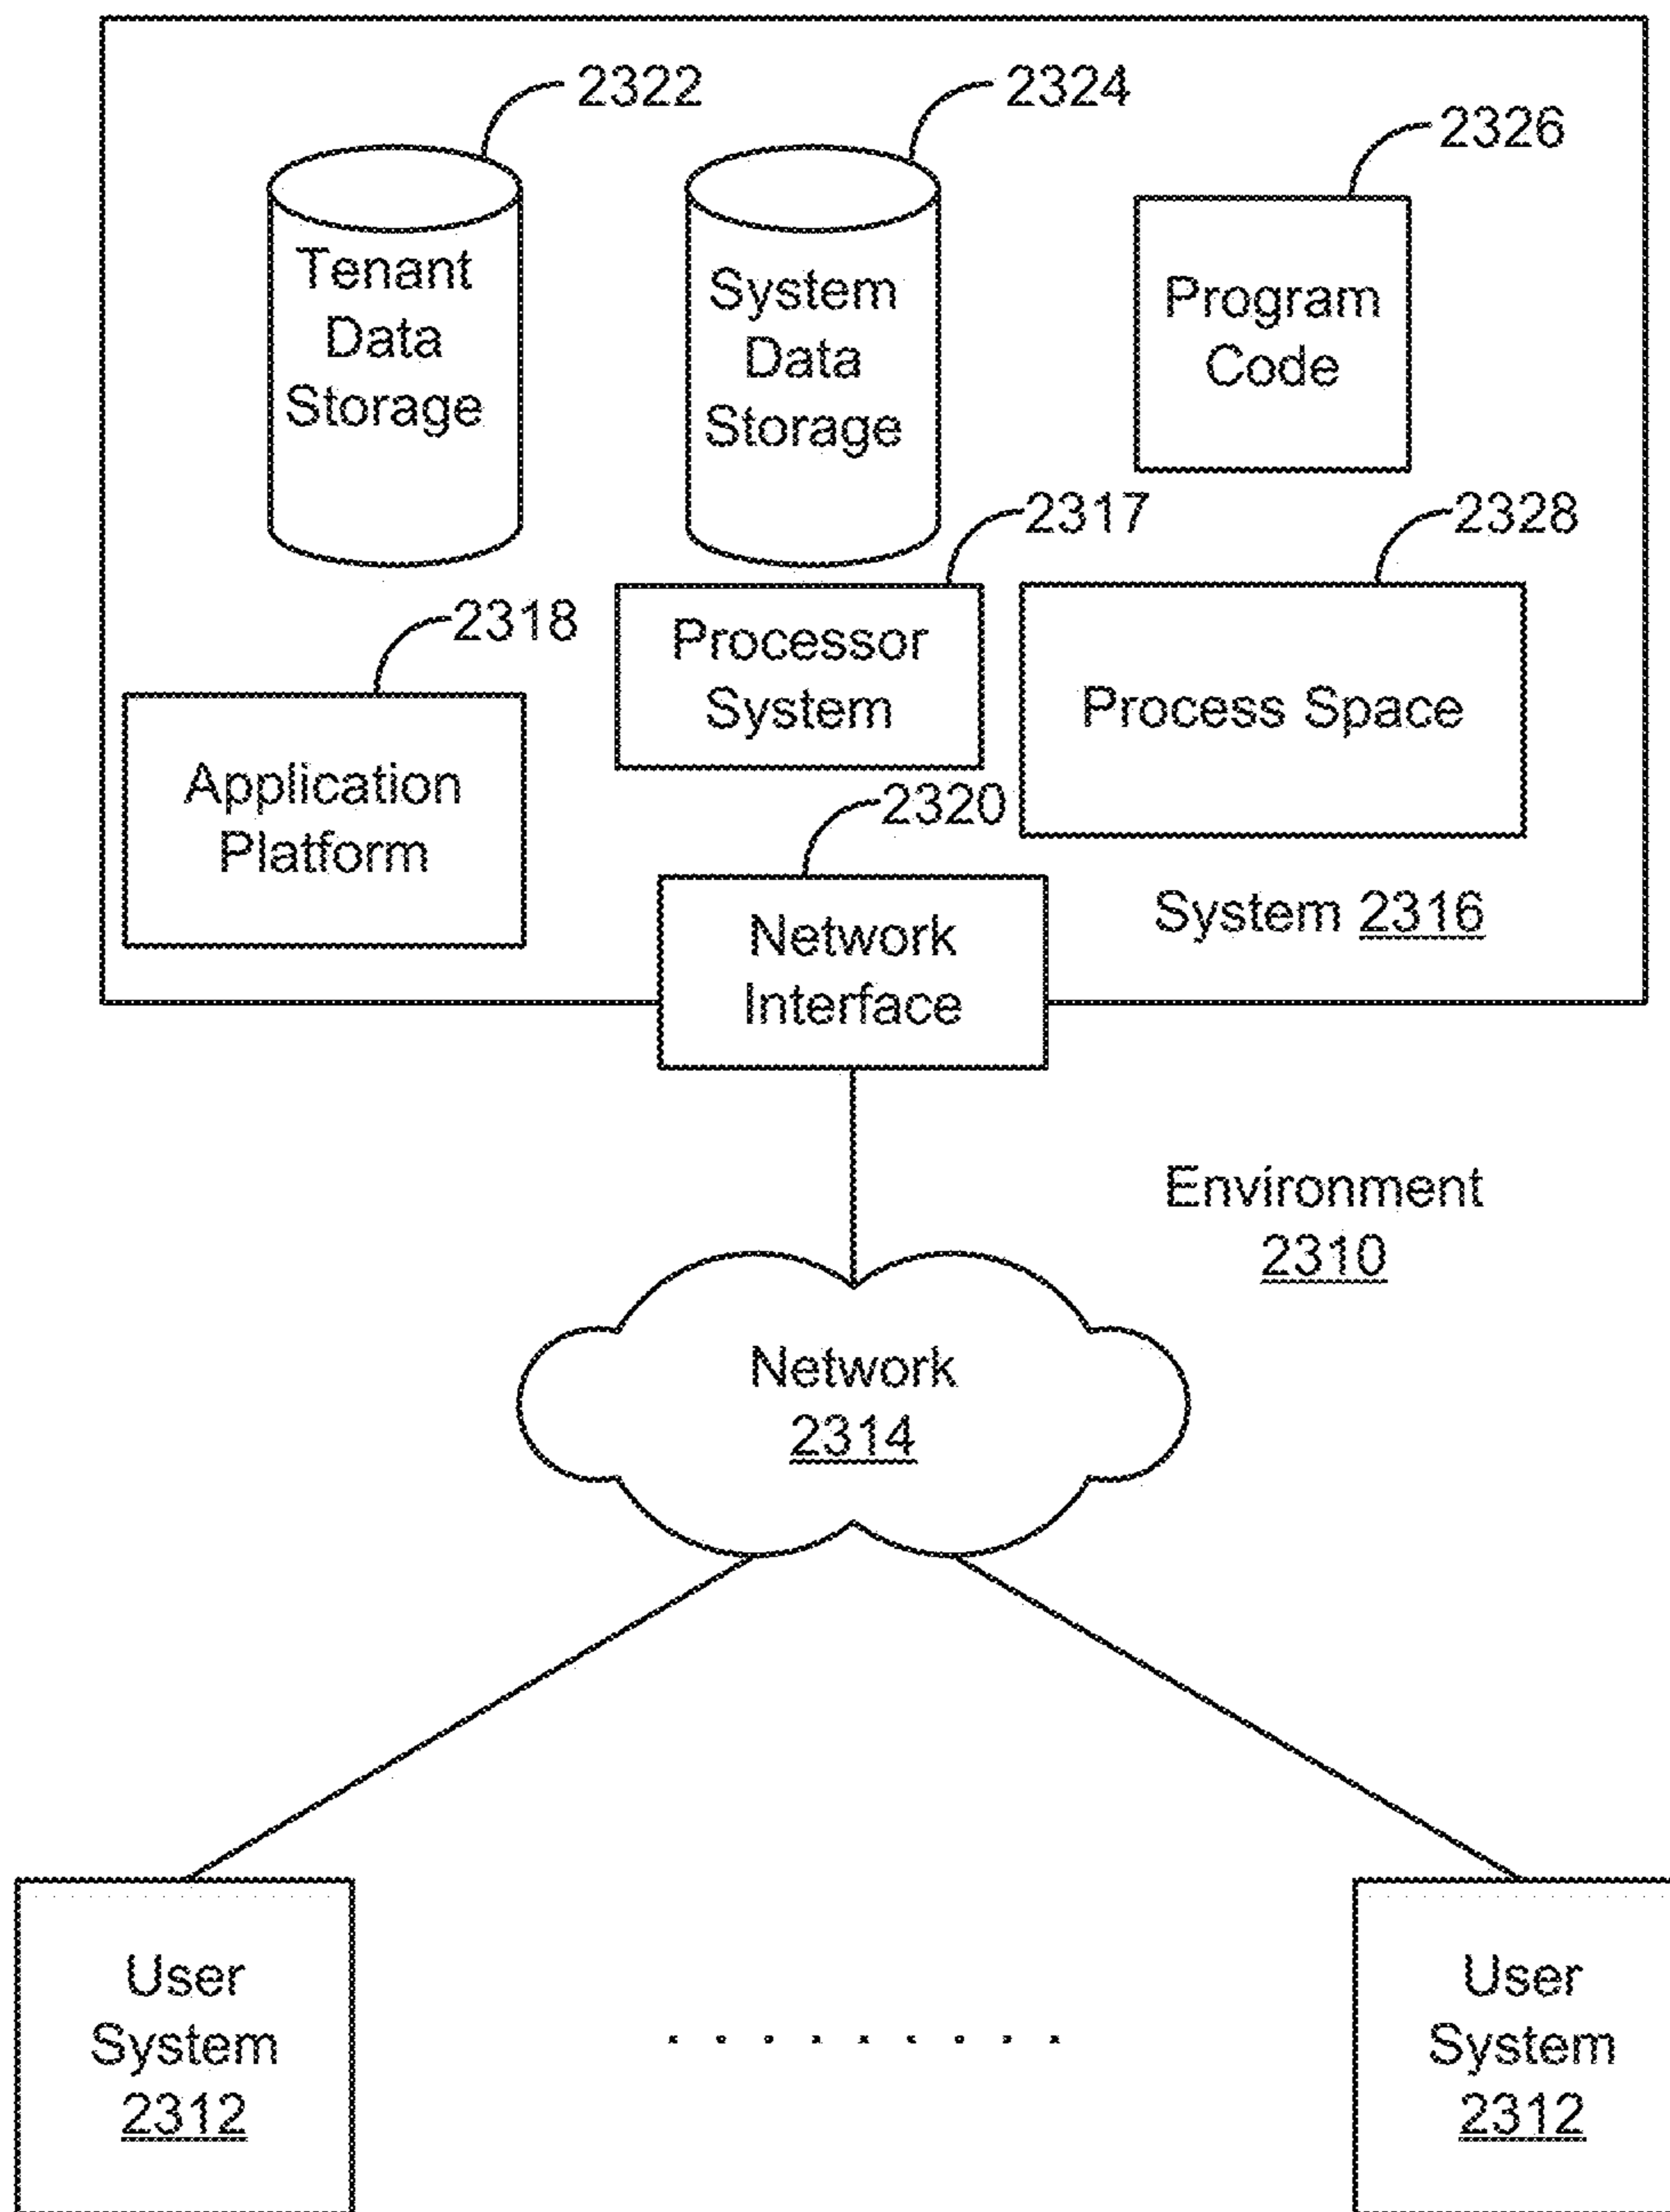 2322
2324
2326
Tenant
Data
Storage
System
Data
Storage
Program
Code
2317
2328
2318
Processor
System
Process Space
Application
Platform
2320
Network
Interface
System 2316
Environment
2310
Network
2314
User
System
2312
User
System
2312